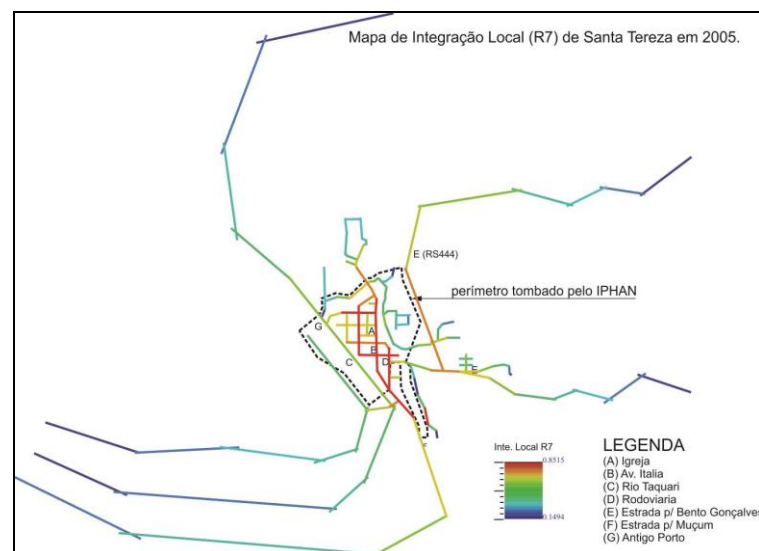 Mapa de Integração Local (R7) de Santa Tereza em 2005.
E (RS444)
perímetro tombado pelo IPHAN
G
A
B
C
D
E
F
Inte. Local R7
0.8515
0.1494
LEGENDA
(A) Igreja
(B) Av. Italia
(C) Rio Taquari
(D) Rodoviaria
(E) Estrada p/ Bento Gonçalves
(F) Estrada p/ Muçum
(G) Antigo Porto